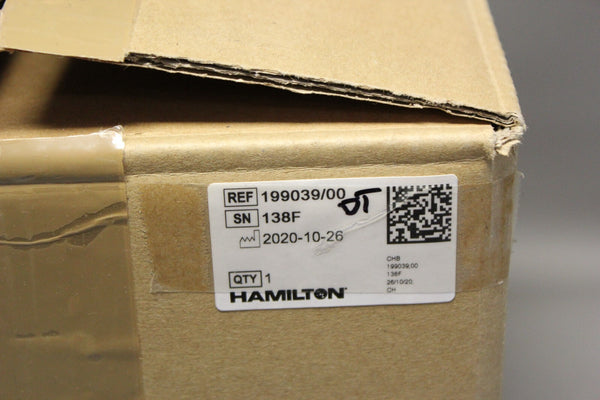 REF 199039/00
SN 138F
2020-10-26
QTY 1
HAMILTON
CHB
199039,00
138F
26/10/20,
CH